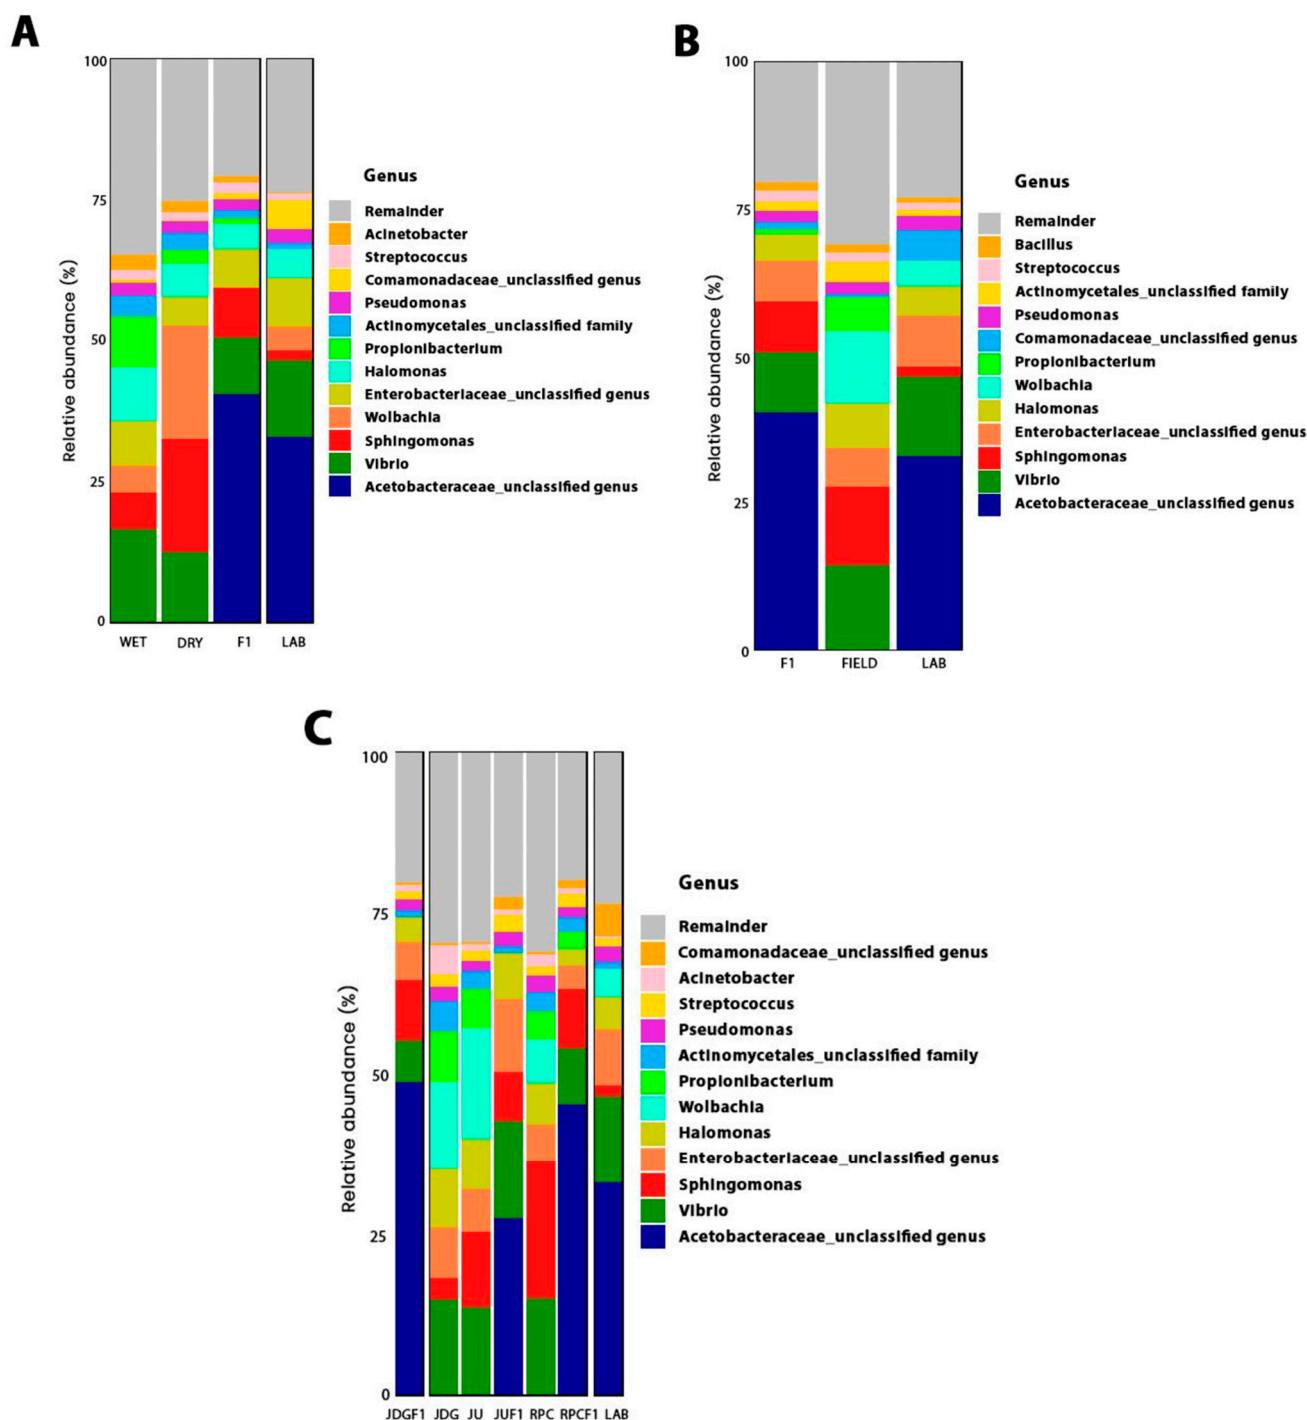 A
100
75
50
25
0
Relative abundance (%)
WET DRY F1 LAB
Genus
Remainder
Acinetobacter
Streptococcus
Comamonadaceae_unclassified genus
Pseudomonas
Actinomycetales_unclassified family
Propionibacterium
Halomonas
Enterobacteriaceae_unclassified genus
Wolbachia
Sphingomonas
Vibrio
Acetobacteraceae_unclassified genus
B
100
75
50
25
0
Relative abundance (%)
F1 FIELD LAB
Genus
Remainder
Bacillus
Streptococcus
Actinomycetales_unclassified family
Pseudomonas
Comamonadaceae_unclassified genus
Propionibacterium
Wolbachia
Halomonas
Enterobacteriaceae_unclassified genus
Sphingomonas
Vibrio
Acetobacteraceae_unclassified genus
C
100
75
50
25
0
Relative abundance (%)
JDGF1 JDG JU JUF1 RPC RPCF1 LAB
Genus
Remainder
Comamonadaceae_unclassified genus
Acinetobacter
Streptococcus
Pseudomonas
Actinomycetales_unclassified family
Propionibacterium
Wolbachia
Halomonas
Enterobacteriaceae_unclassified genus
Sphingomonas
Vibrio
Acetobacteraceae_unclassified genus